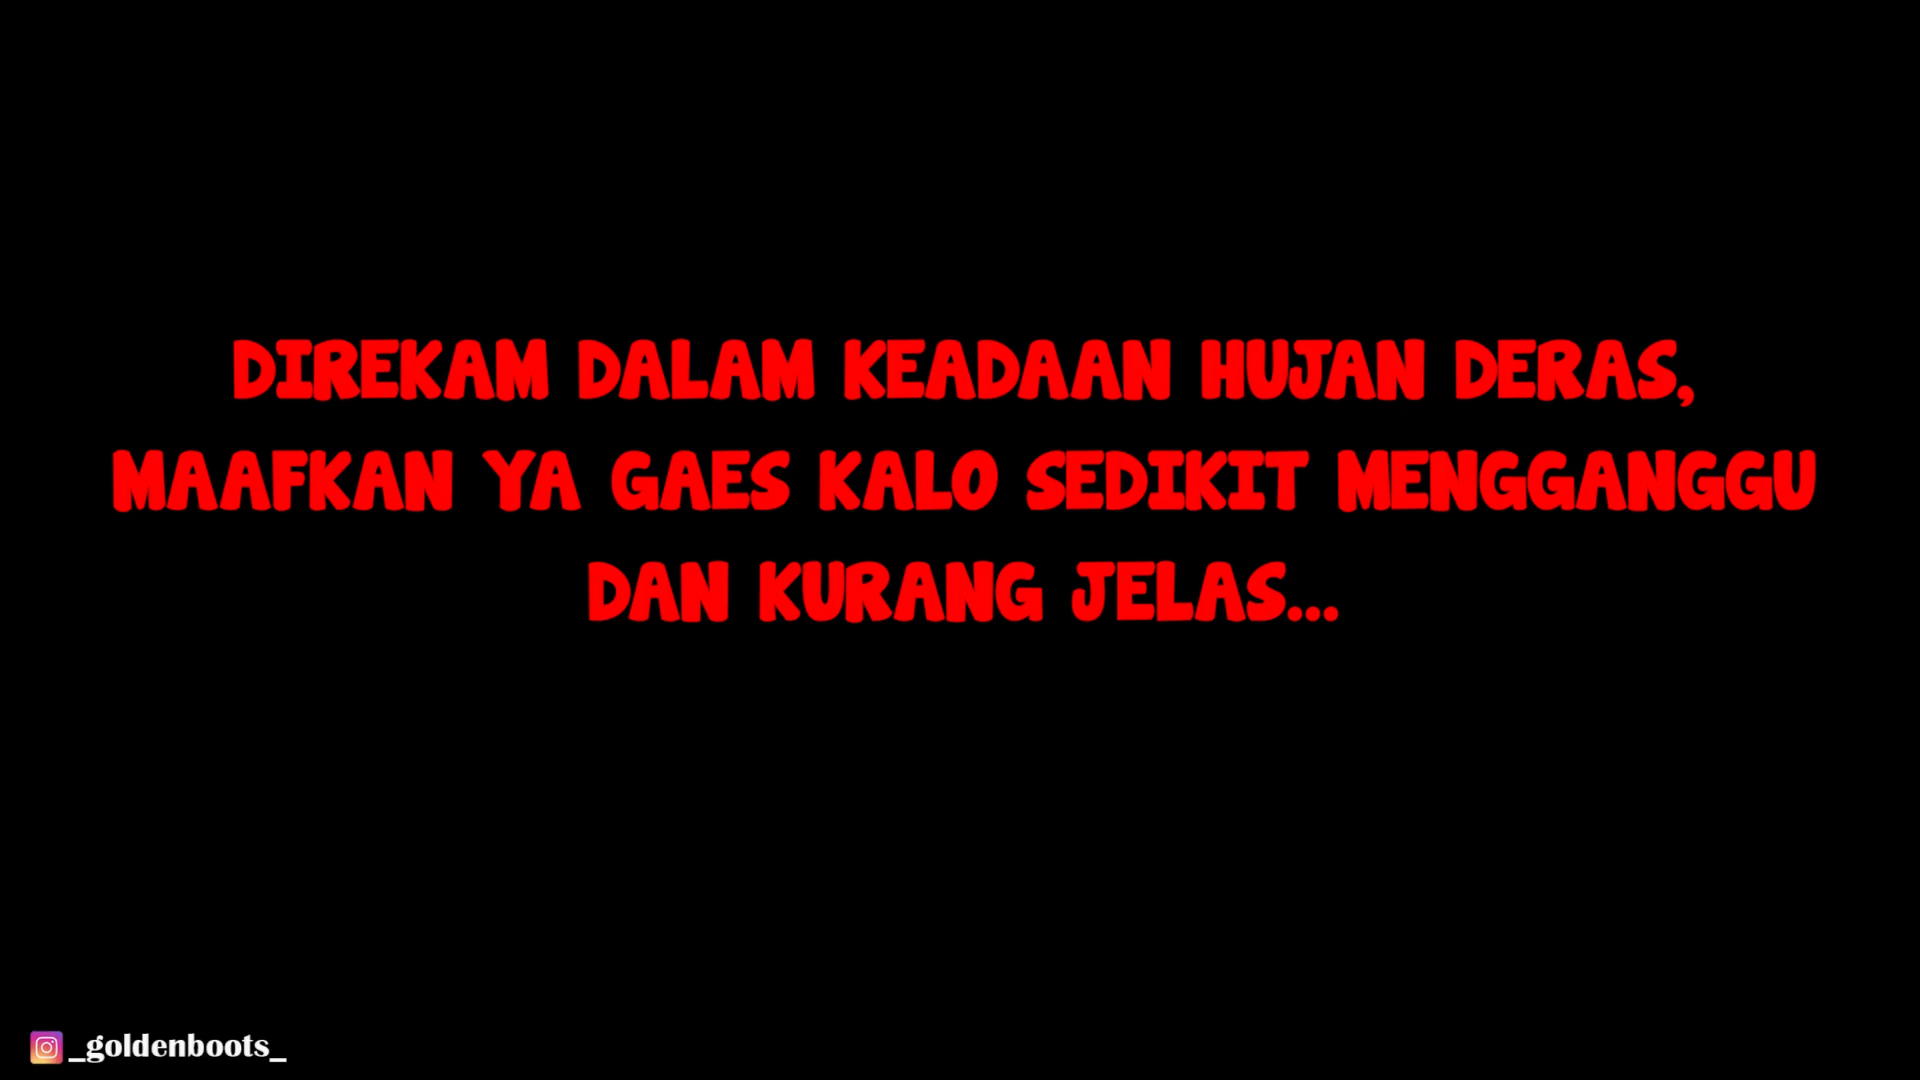 DIREKAM DALAM KEADAAN HUJAN DERAS,
MAAFKAN YA GAES KALO SEDIKIT MENGGANGGU
DAN KURANG JELAS...
_goldenboots_